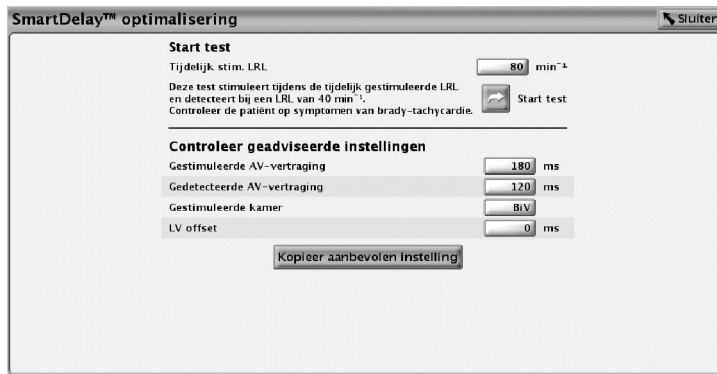 SmartDelay™ optimalisering
Sluiten
Start test
Tijdelijk stim. LRL 80 min⁻¹
Deze test stimuleert tijdens de tijdelijk gestimuleerde LRL
en detecteert bij een LRL van 40 min⁻¹.
Controleer de patiënt op symptomen van brady-tachycardie.
Start test
Controleer geadviseerde instellingen
Gestimuleerde AV-vertraging 180 ms
Gedetecteerde AV-vertraging 120 ms
Gestimuleerde kamer BiV
LV offset 0 ms
Kopieer aanbevolen instelling